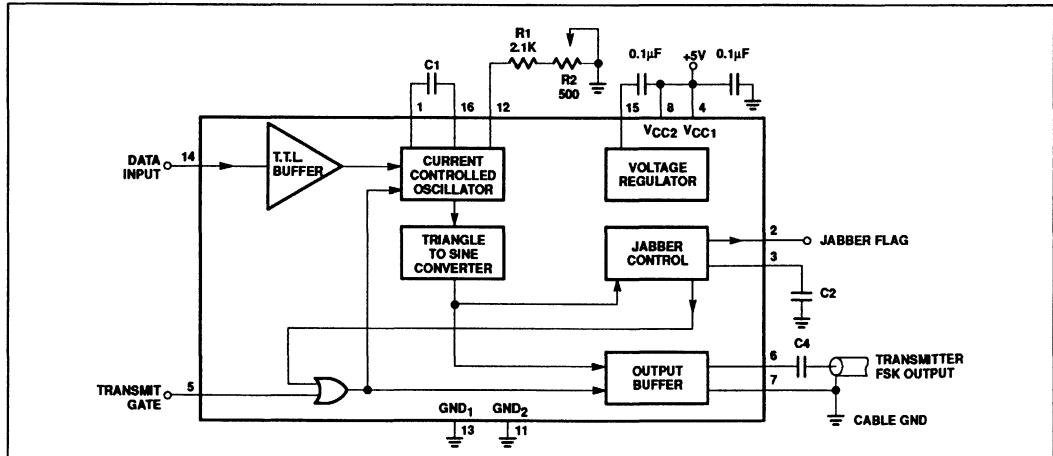 R1
2.1K
R2
500
C1
0.1µF
+5V
0.1µF
1
16
12
15
8
4
VCC2
VCC1
DATA
INPUT
14
T.T.L.
BUFFER
CURRENT
CONTROLLED
OSCILLATOR
VOLTAGE
REGULATOR
TRIANGLE
TO SINE
CONVERTER
JABBER
CONTROL
2
JABBER FLAG
3
C2
C4
TRANSMIT
GATE
5
OUTPUT
BUFFER
6
7
TRANSMITTER
FSK OUTPUT
CABLE GND
GND1
GND2
13
11